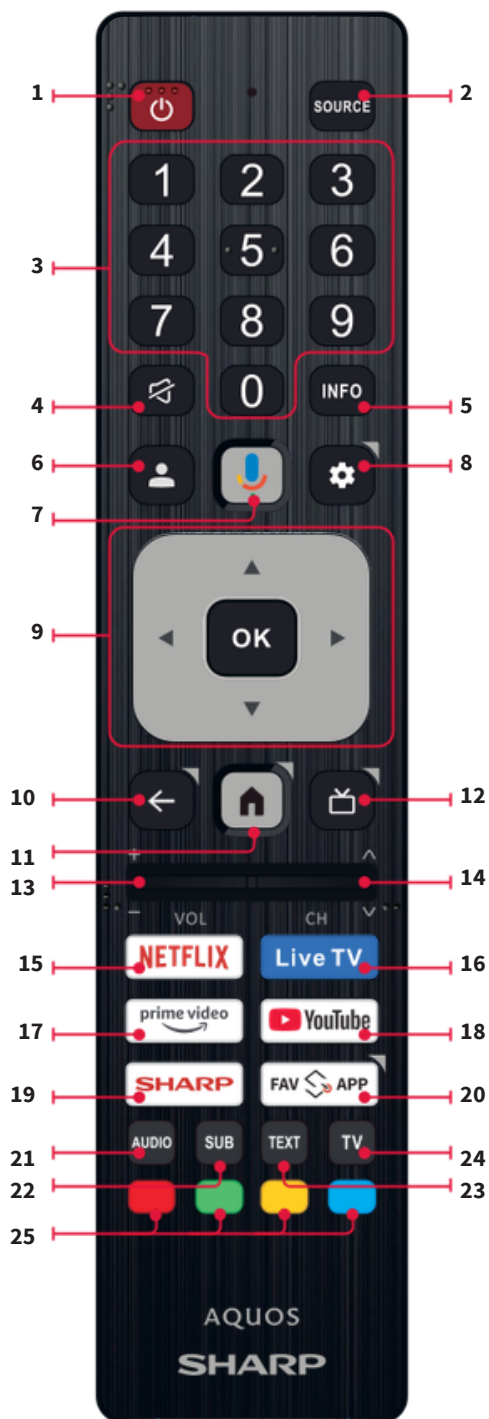 1 2
SOURCE
1 2 3
3 4 5 6
7 8 9
4 0 INFO 5
6 8
7
9 OK
10 12
11
+
13 14
−
VOL CH
15 NETFLIX Live TV 16
17 prime video YouTube 18
19 SHARP FAV APP 20
21 AUDIO SUB TEXT TV 24
22 23
25
AQUOS
SHARP